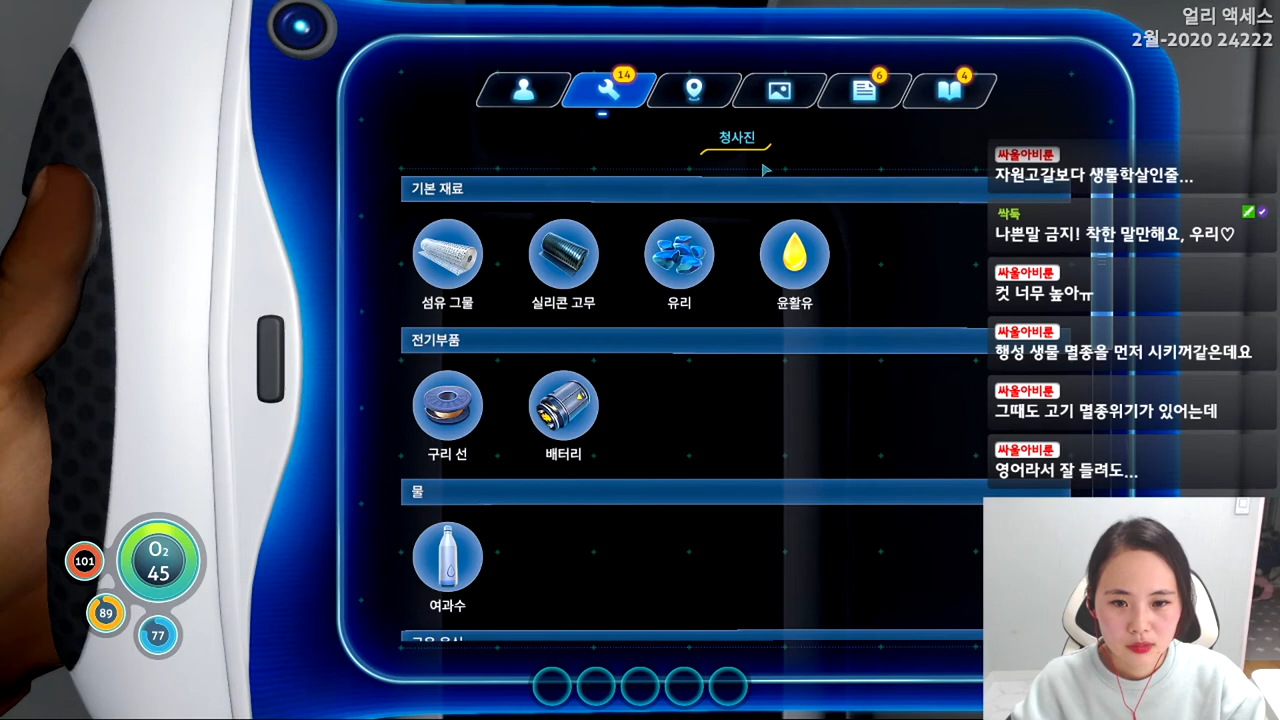 얼리 액세스
2월-2020 24222
14
6
4
청사진
기본 재료
섬유 그물
실리콘 고무
유리
윤활유
전기부품
구리 선
배터리
물
여과수
O₂
45
101
89
77
싸울아비룬
자원고갈보다 생물학살인줄...
싹둑
나쁜말 금지! 착한 말만해요, 우리♡
싸울아비룬
컷 너무 높아ㅠ
싸울아비룬
행성 생물 멸종을 먼저 시키꺼같은데요
싸울아비룬
그때도 고기 멸종위기가 있어는데
싸울아비룬
영어라서 잘 들려도...